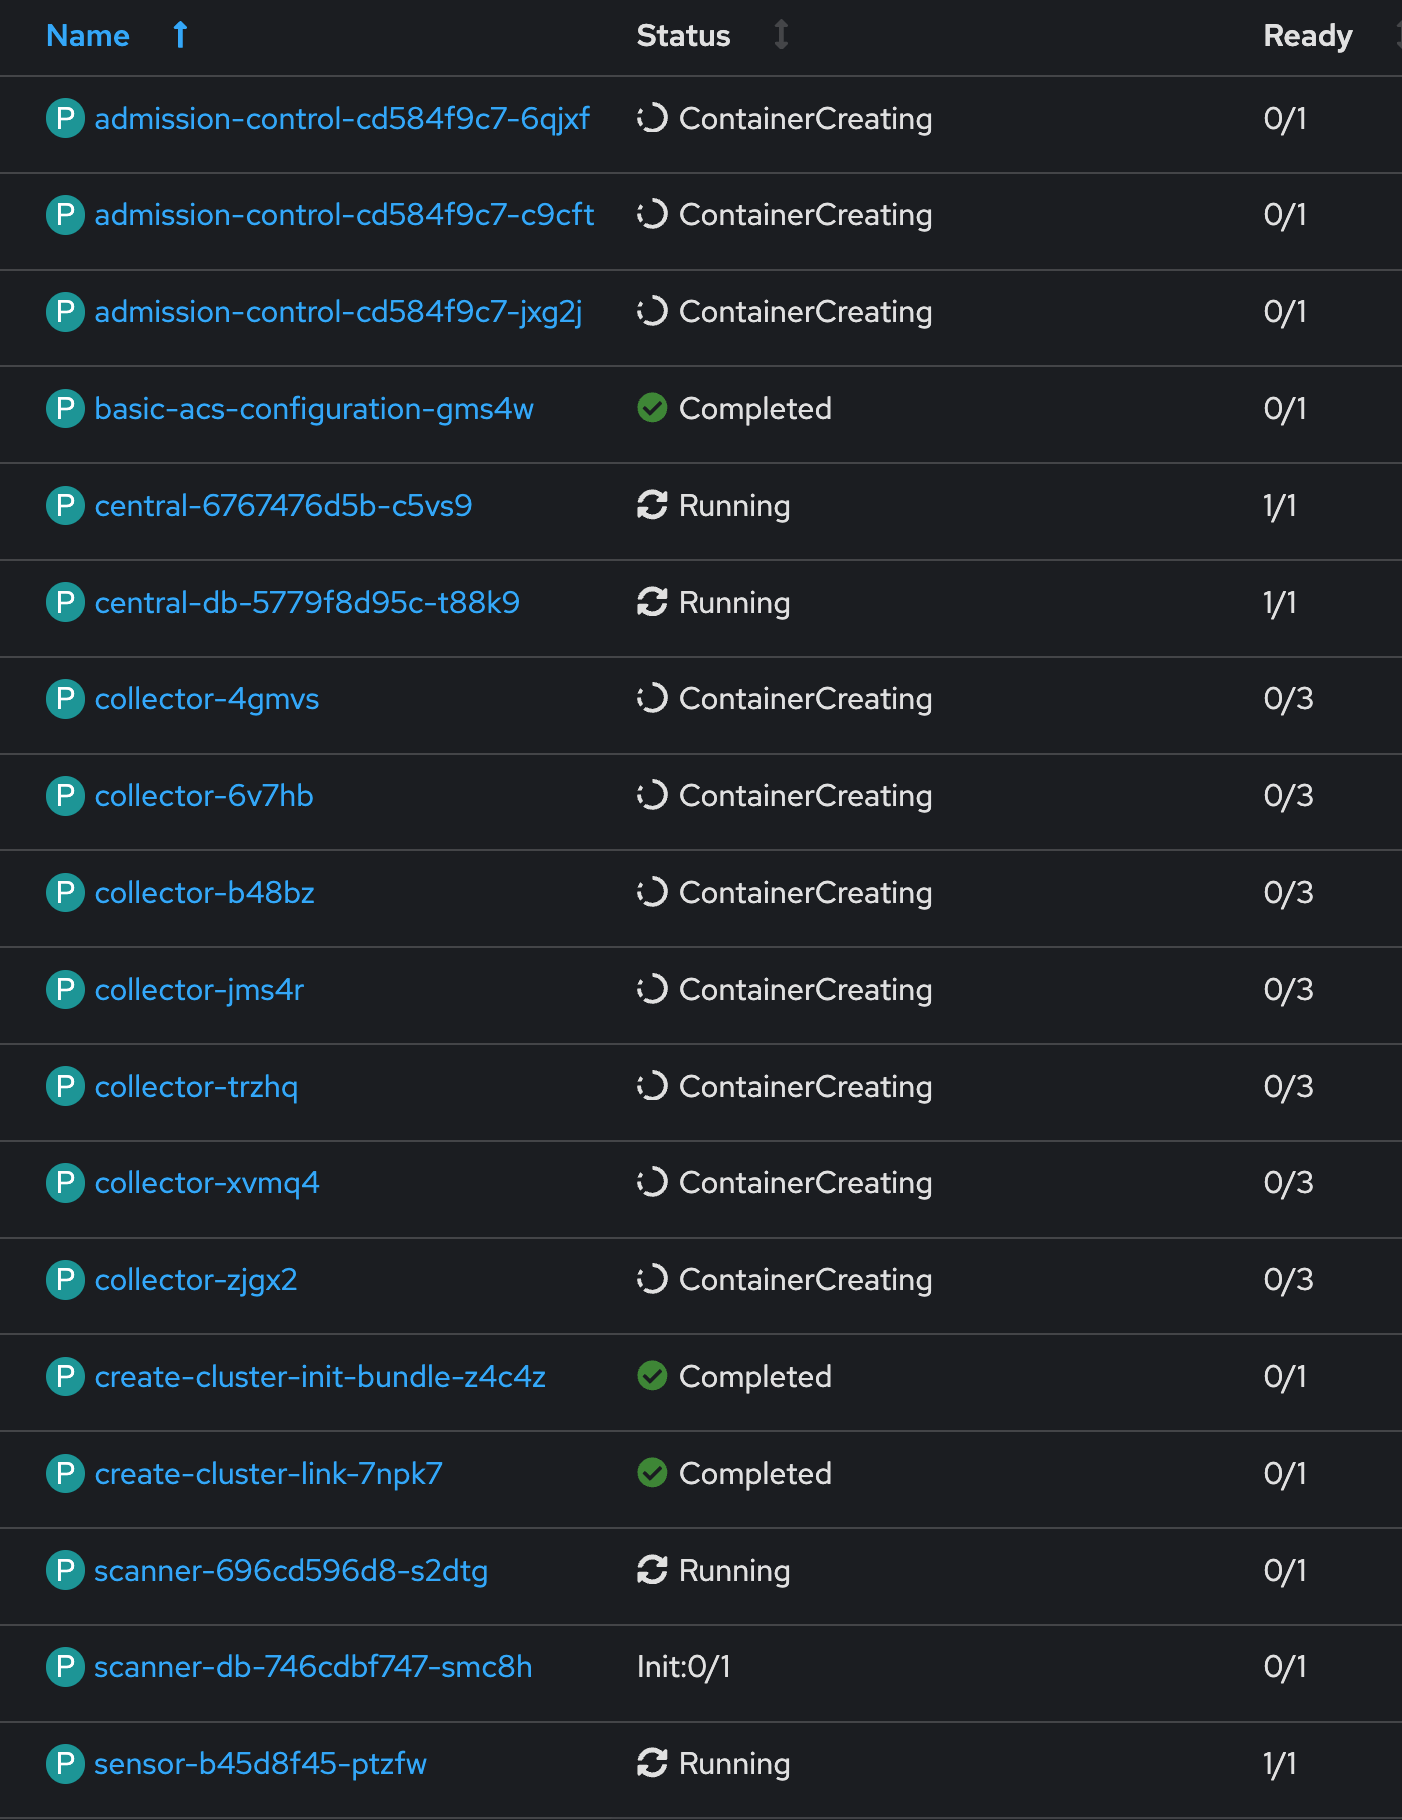 Name Status Ready
P admission-control-cd584f9c7-6qjxf ContainerCreating 0/1
P admission-control-cd584f9c7-c9cft ContainerCreating 0/1
P admission-control-cd584f9c7-jxg2j ContainerCreating 0/1
P basic-acs-configuration-gms4w Completed 0/1
P central-6767476d5b-c5vs9 Running 1/1
P central-db-5779f8d95c-t88k9 Running 1/1
P collector-4gmvs ContainerCreating 0/3
P collector-6v7hb ContainerCreating 0/3
P collector-b48bz ContainerCreating 0/3
P collector-jms4r ContainerCreating 0/3
P collector-trzhq ContainerCreating 0/3
P collector-xvmq4 ContainerCreating 0/3
P collector-zjgx2 ContainerCreating 0/3
P create-cluster-init-bundle-z4c4z Completed 0/1
P create-cluster-link-7npk7 Completed 0/1
P scanner-696cd596d8-s2dtg Running 0/1
P scanner-db-746cdbf747-smc8h Init:0/1 0/1
P sensor-b45d8f45-ptzfw Running 1/1